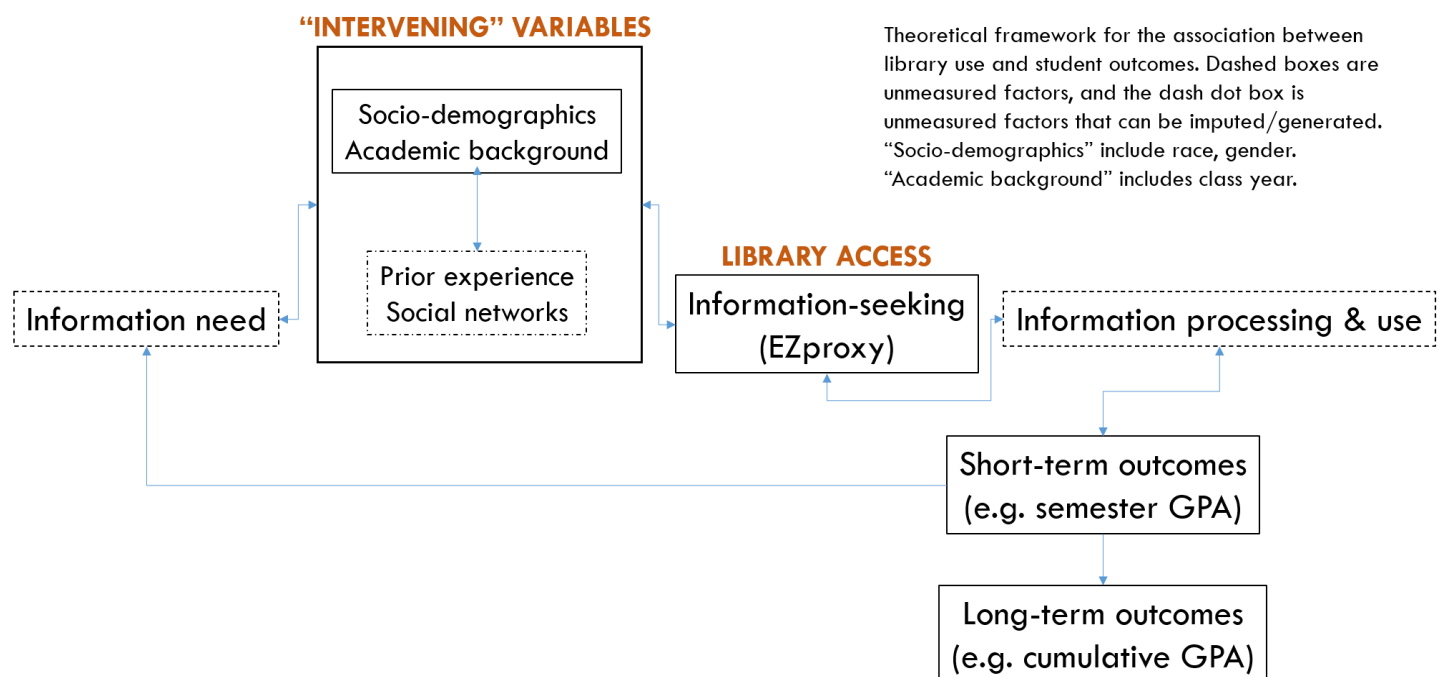 “INTERVENING” VARIABLES
Socio-demographics
Academic background
Prior experience
Social networks
Information need
LIBRARY ACCESS
Information-seeking
(EZproxy)
Information processing & use
Short-term outcomes
(e.g. semester GPA)
Long-term outcomes
(e.g. cumulative GPA)
Theoretical framework for the association between
library use and student outcomes. Dashed boxes are
unmeasured factors, and the dash dot box is
unmeasured factors that can be imputed/generated.
“Socio-demographics” include race, gender.
“Academic background” includes class year.